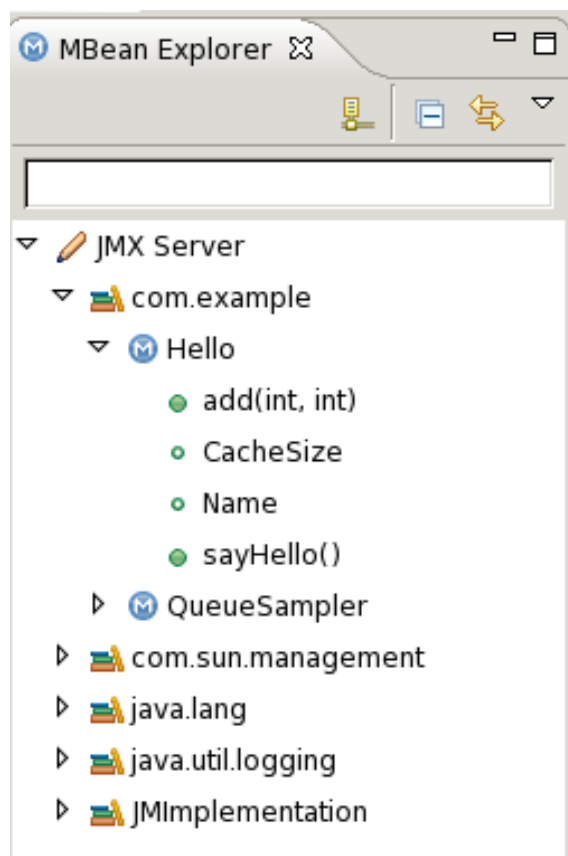 MBean Explorer
JMX Server
com.example
M Hello
add(int, int)
CacheSize
Name
sayHello()
M QueueSampler
com.sun.management
java.lang
java.util.logging
JMImplementation